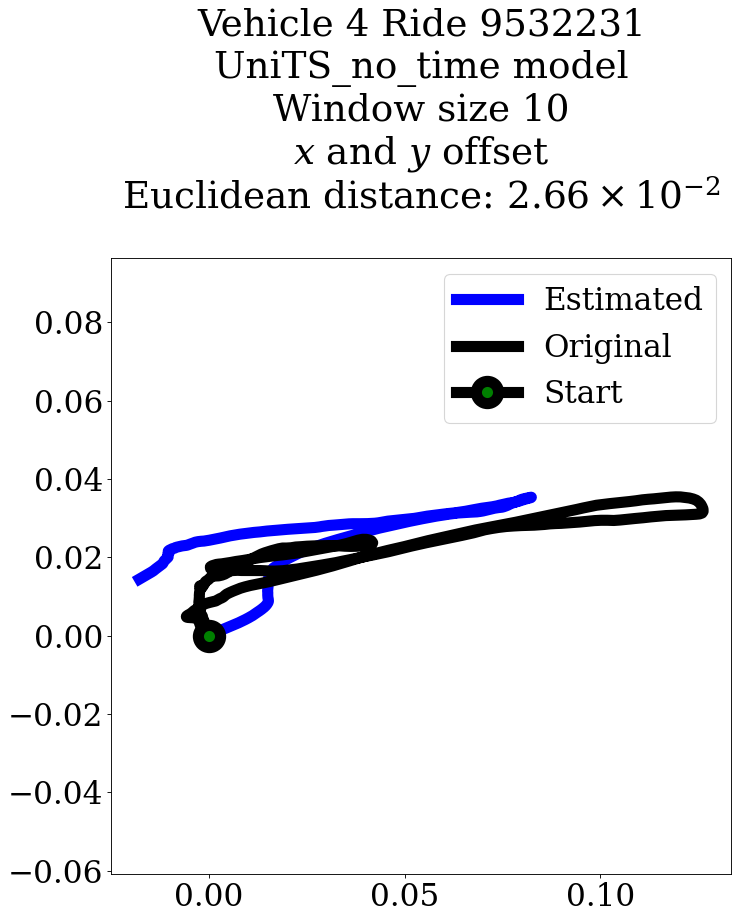 Vehicle 4 Ride 9532231
UniTS_no_time model
Window size 10
x and y offset
Euclidean distance: 2.66 × 10⁻²
Estimated
Original
Start
0.08
0.06
0.04
0.02
0.00
−0.02
−0.04
−0.06
0.00 0.05 0.10